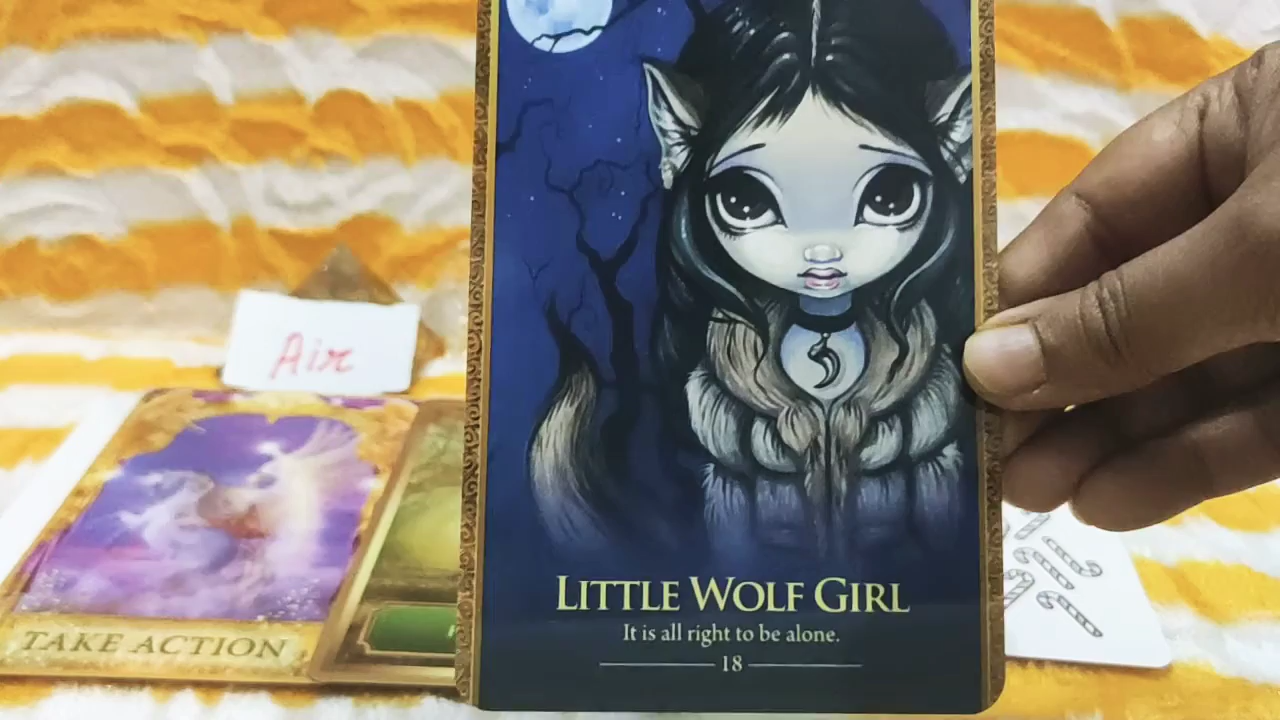 Air
TAKE ACTION
LITTLE WOLF GIRL
It is all right to be alone.
18